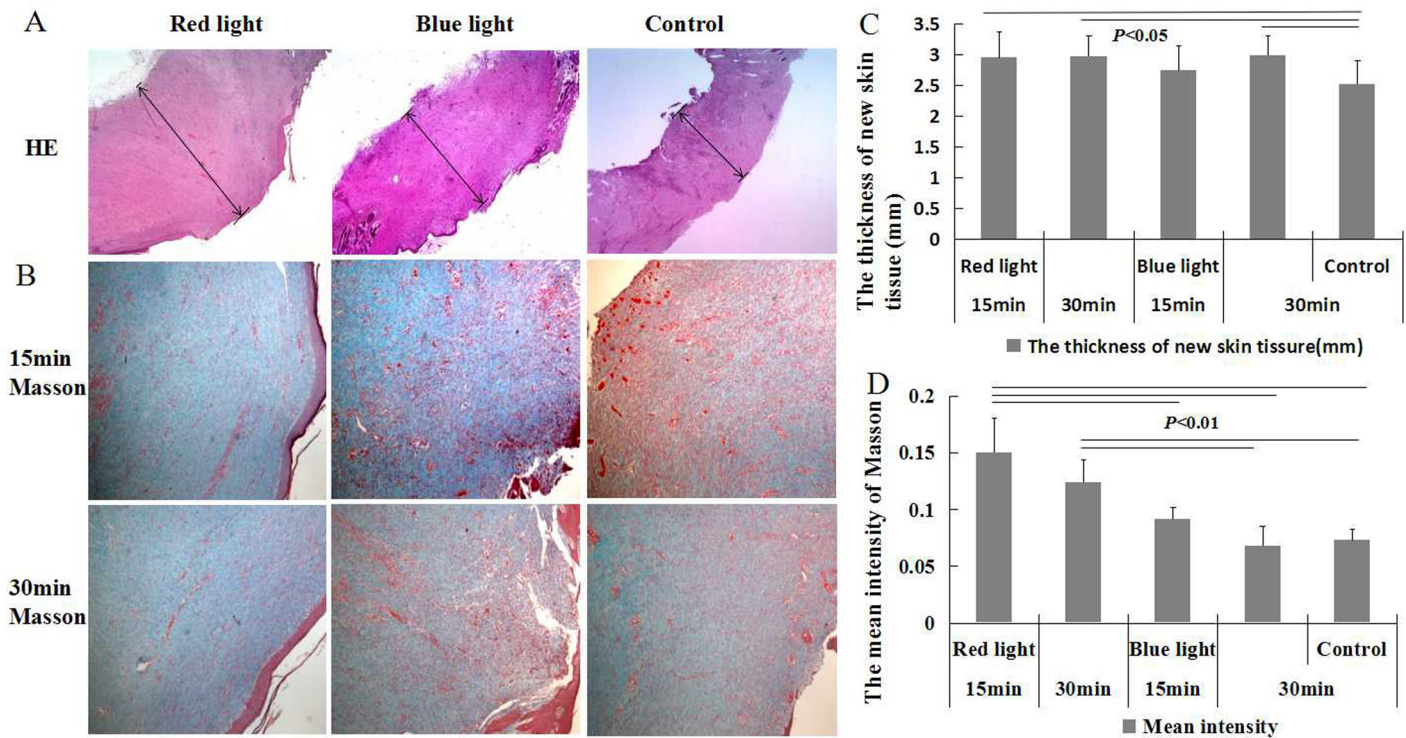 A
Red light
Blue light
Control
HE
B
15min
Masson
30min
Masson
C
The thickness of new skin
tissue (mm)
3.5
3
2.5
2
1.5
1
0.5
0
P<0.05
Red light
Blue light
Control
15min
30min
15min
30min
The thickness of new skin tissure(mm)
D
The mean intensity of Masson
0.2
0.15
0.1
0.05
0
P<0.01
Red light
Blue light
Control
15min
30min
15min
30min
Mean intensity